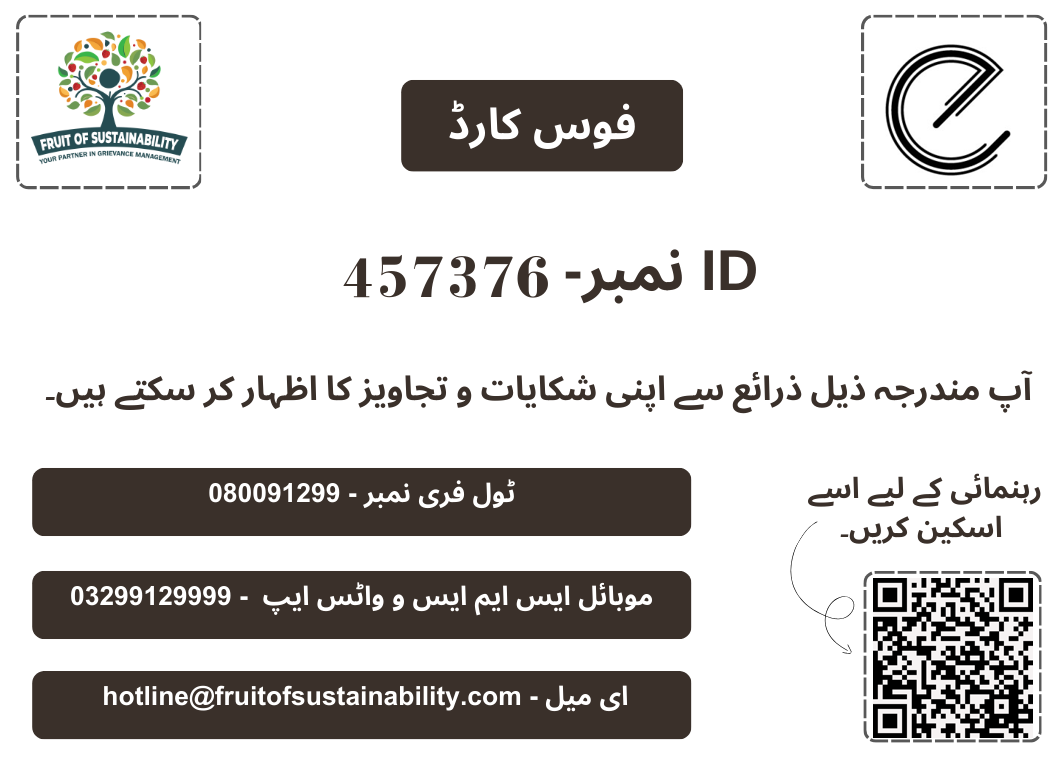 FRUIT OF SUSTAINABILITY
YOUR PARTNER IN GRIEVANCE MANAGEMENT
فوس کارڈ
ID نمبر- 457376
آپ مندرجہ ذیل ذرائع سے اپنی شکایات و تجاویز کا اظہار کر سکتے ہیں۔
ٹول فری نمبر - 080091299
موبائل ایس ایم ایس و واٹس ایپ - 03299129999
ای میل - hotline@fruitofsustainability.com
رہنمائی کے لیے اسے
اسکین کریں۔